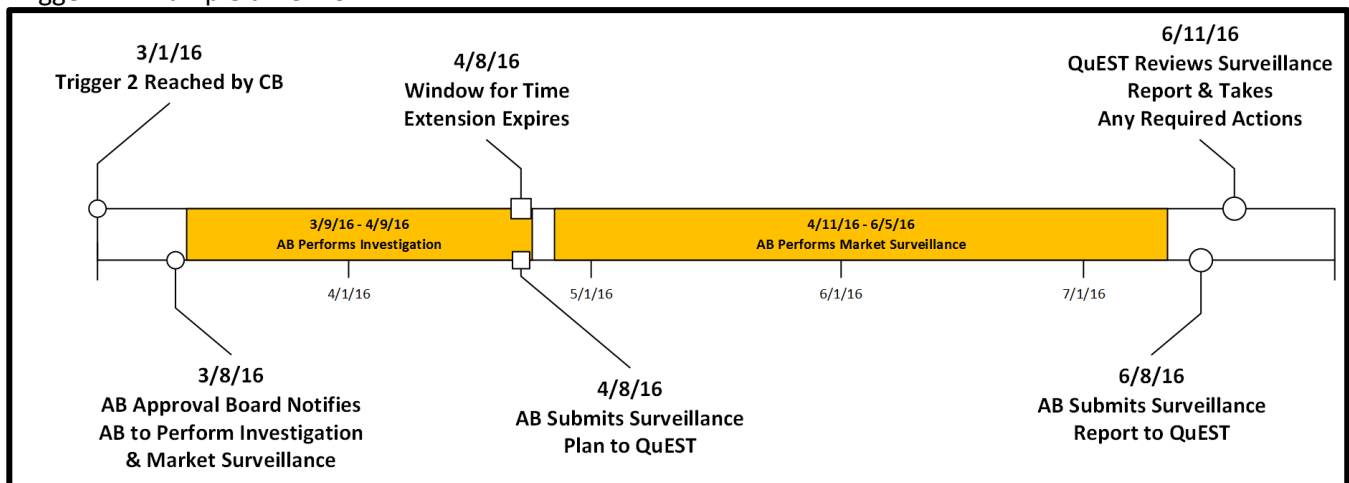 3/1/16
Trigger 2 Reached by CB
4/8/16
Window for Time
Extension Expires
6/11/16
QuEST Reviews Surveillance
Report & Takes
Any Required Actions
3/9/16 - 4/9/16
AB Performs Investigation
4/11/16 - 6/5/16
AB Performs Market Surveillance
4/1/16
5/1/16
6/1/16
7/1/16
3/8/16
AB Approval Board Notifies
AB to Perform Investigation
& Market Surveillance
4/8/16
AB Submits Surveillance
Plan to QuEST
6/8/16
AB Submits Surveillance
Report to QuEST